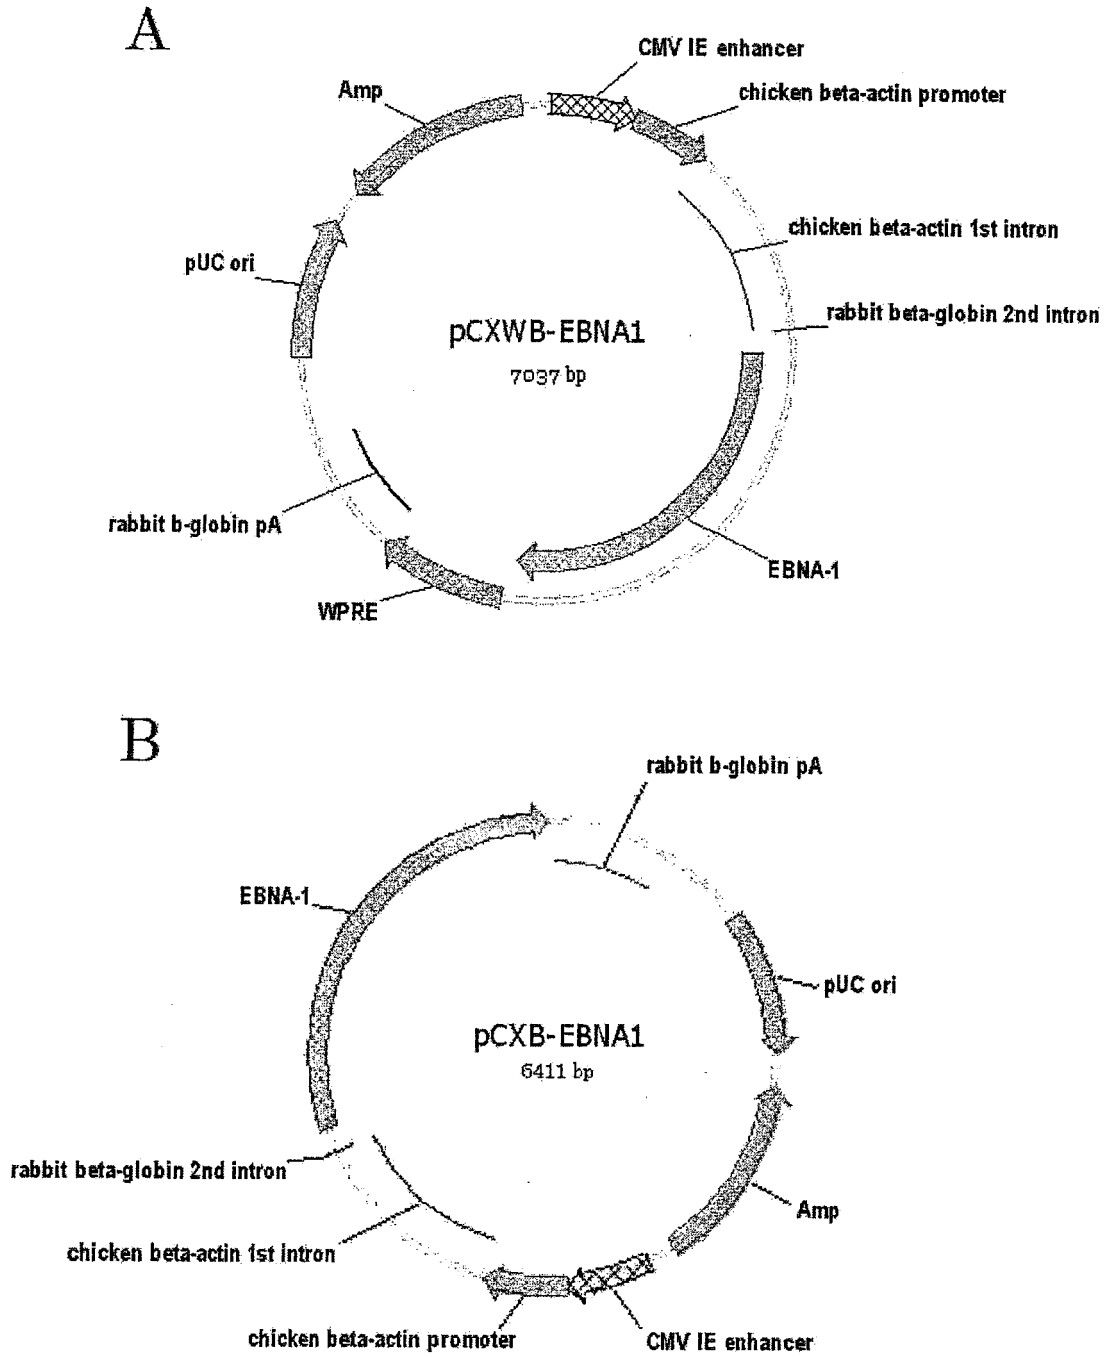 A
CMV IE enhancer
Amp
chicken beta-actin promoter
chicken beta-actin 1st intron
pUC ori
rabbit beta-globin 2nd intron
pCXWB-EBNA1
7037 bp
rabbit b-globin pA
EBNA-1
WPRE
B
rabbit b-globin pA
EBNA-1
pUC ori
pCXB-EBNA1
6411 bp
rabbit beta-globin 2nd intron
Amp
chicken beta-actin 1st intron
chicken beta-actin promoter
CMV IE enhancer